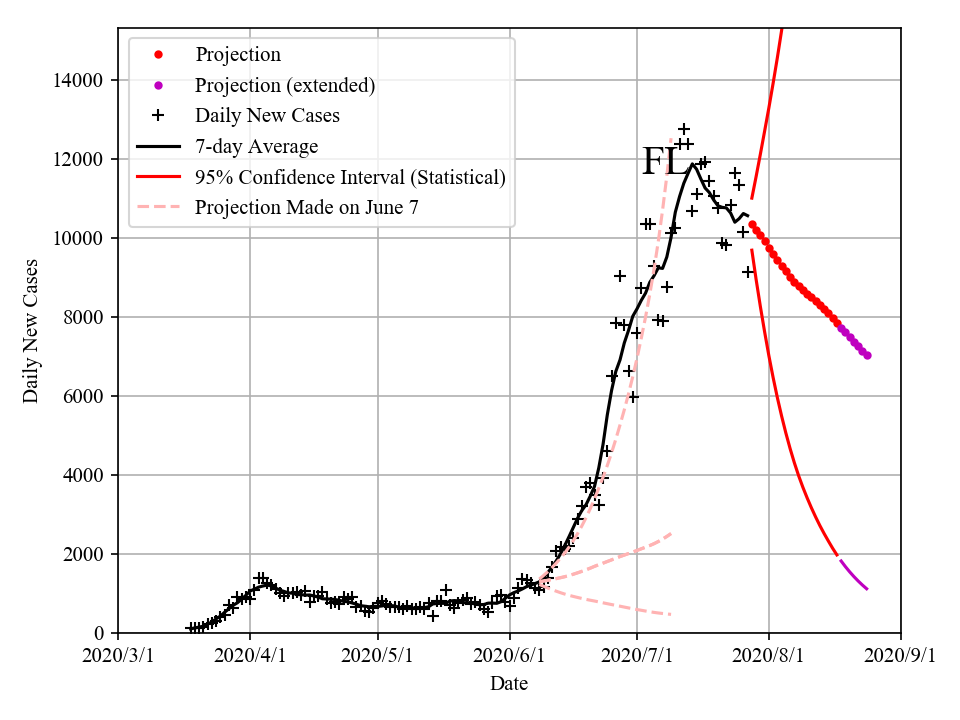 Projection
Projection (extended)
Daily New Cases
7-day Average
95% Confidence Interval (Statistical)
Projection Made on June 7
FL
14000
12000
10000
8000
6000
4000
2000
0
Daily New Cases
2020/3/1 2020/4/1 2020/5/1 2020/6/1 2020/7/1 2020/8/1 2020/9/1
Date